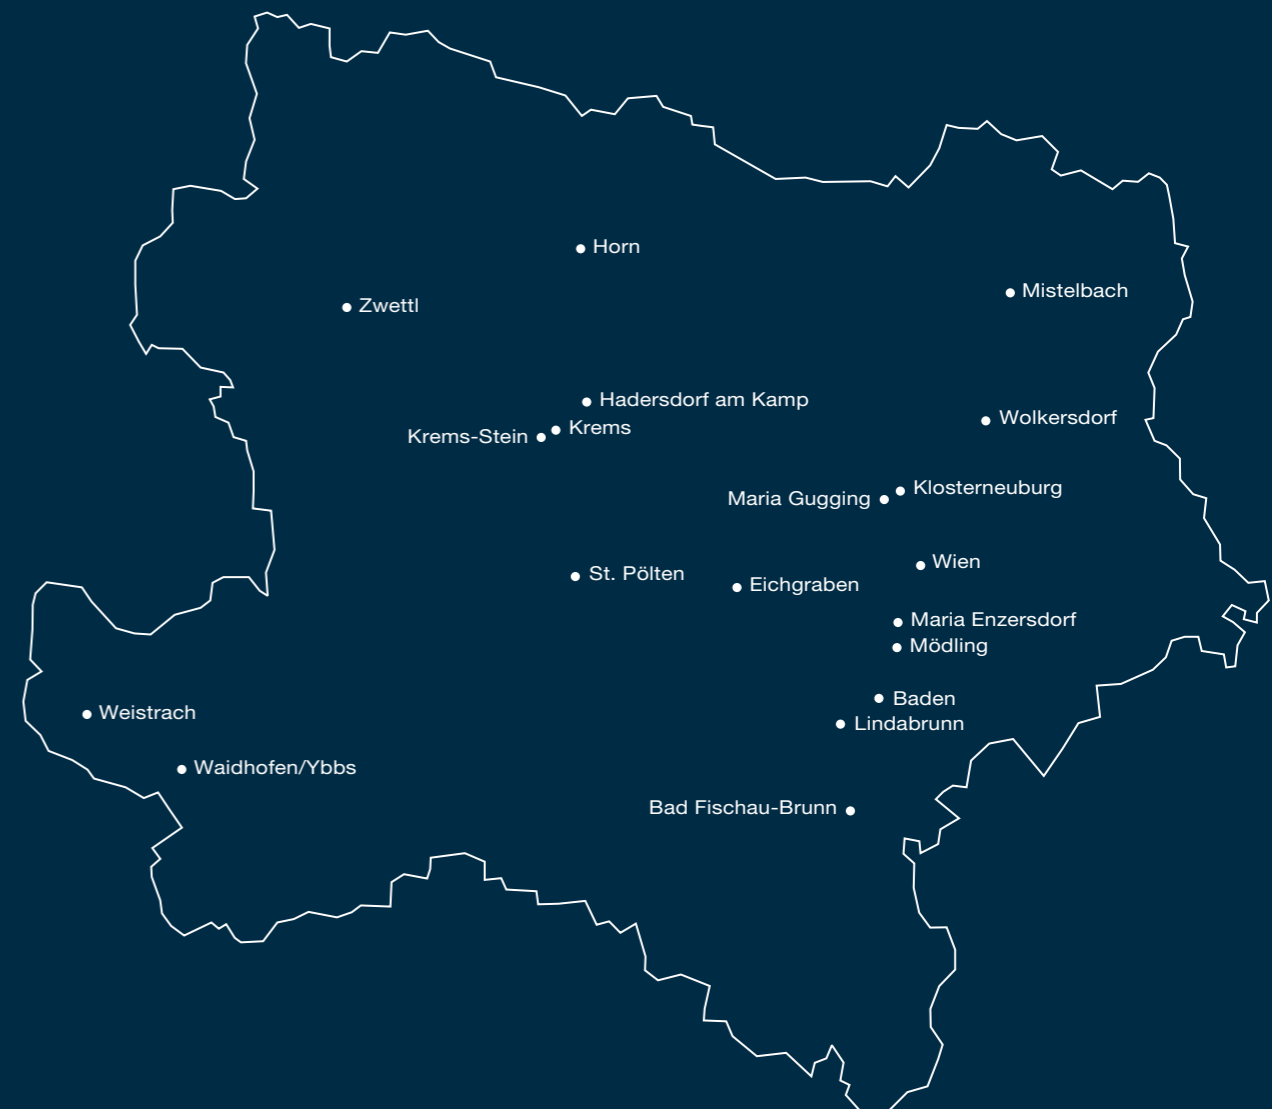 Horn
Mistelbach
Zwettl
Hadersdorf am Kamp
Wolkersdorf
Krems
Krems-Stein
Klosterneuburg
Maria Gugging
Wien
St. Pölten
Eichgraben
Maria Enzersdorf
Mödling
Baden
Weistrach
Lindabrunn
Waidhofen/Ybbs
Bad Fischau-Brunn